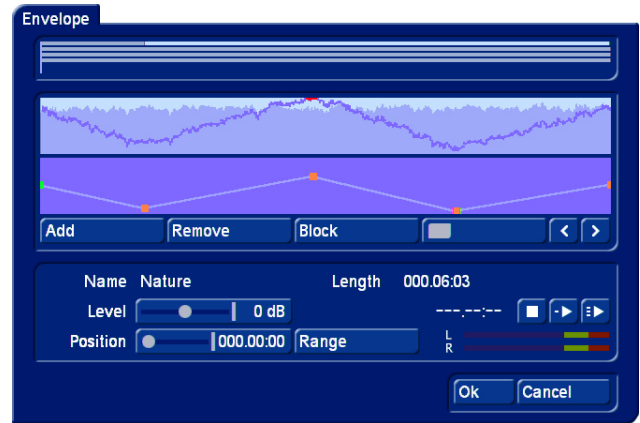 Envelope
Add Remove Block < >
Name Nature Length 000.06:03
Level 0 dB ---.--:--
Position 000.00:00 Range L
R
Ok Cancel